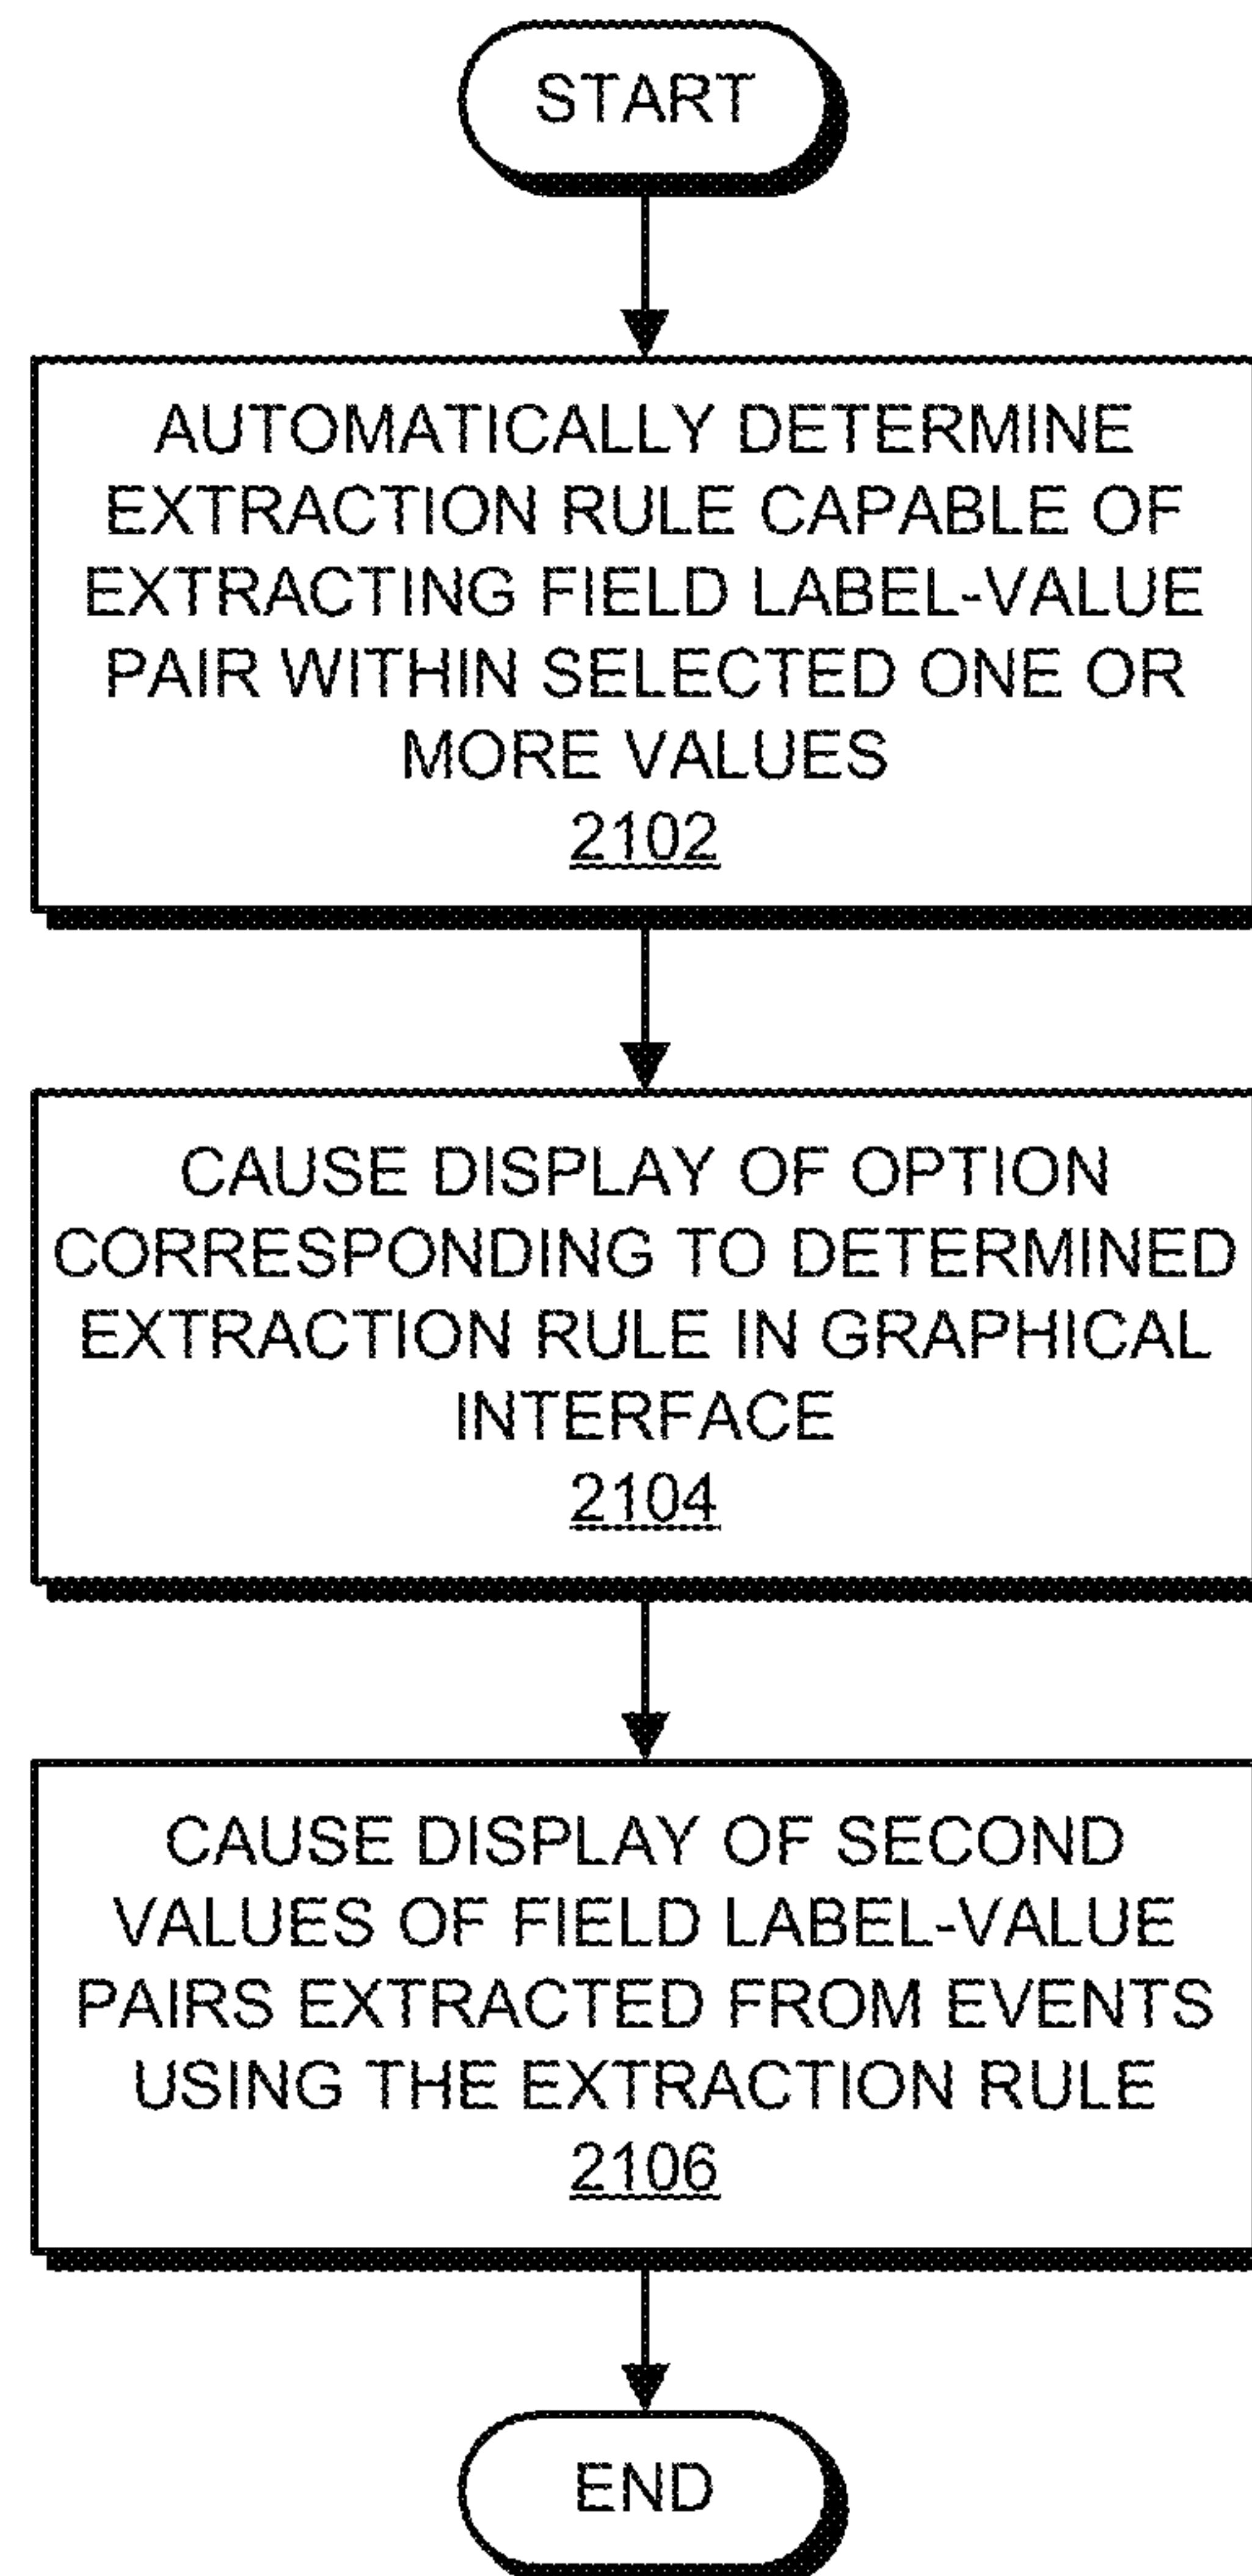 START
AUTOMATICALLY DETERMINE
EXTRACTION RULE CAPABLE OF
EXTRACTING FIELD LABEL-VALUE
PAIR WITHIN SELECTED ONE OR
MORE VALUES
2102
CAUSE DISPLAY OF OPTION
CORRESPONDING TO DETERMINED
EXTRACTION RULE IN GRAPHICAL
INTERFACE
2104
CAUSE DISPLAY OF SECOND
VALUES OF FIELD LABEL-VALUE
PAIRS EXTRACTED FROM EVENTS
USING THE EXTRACTION RULE
2106
END